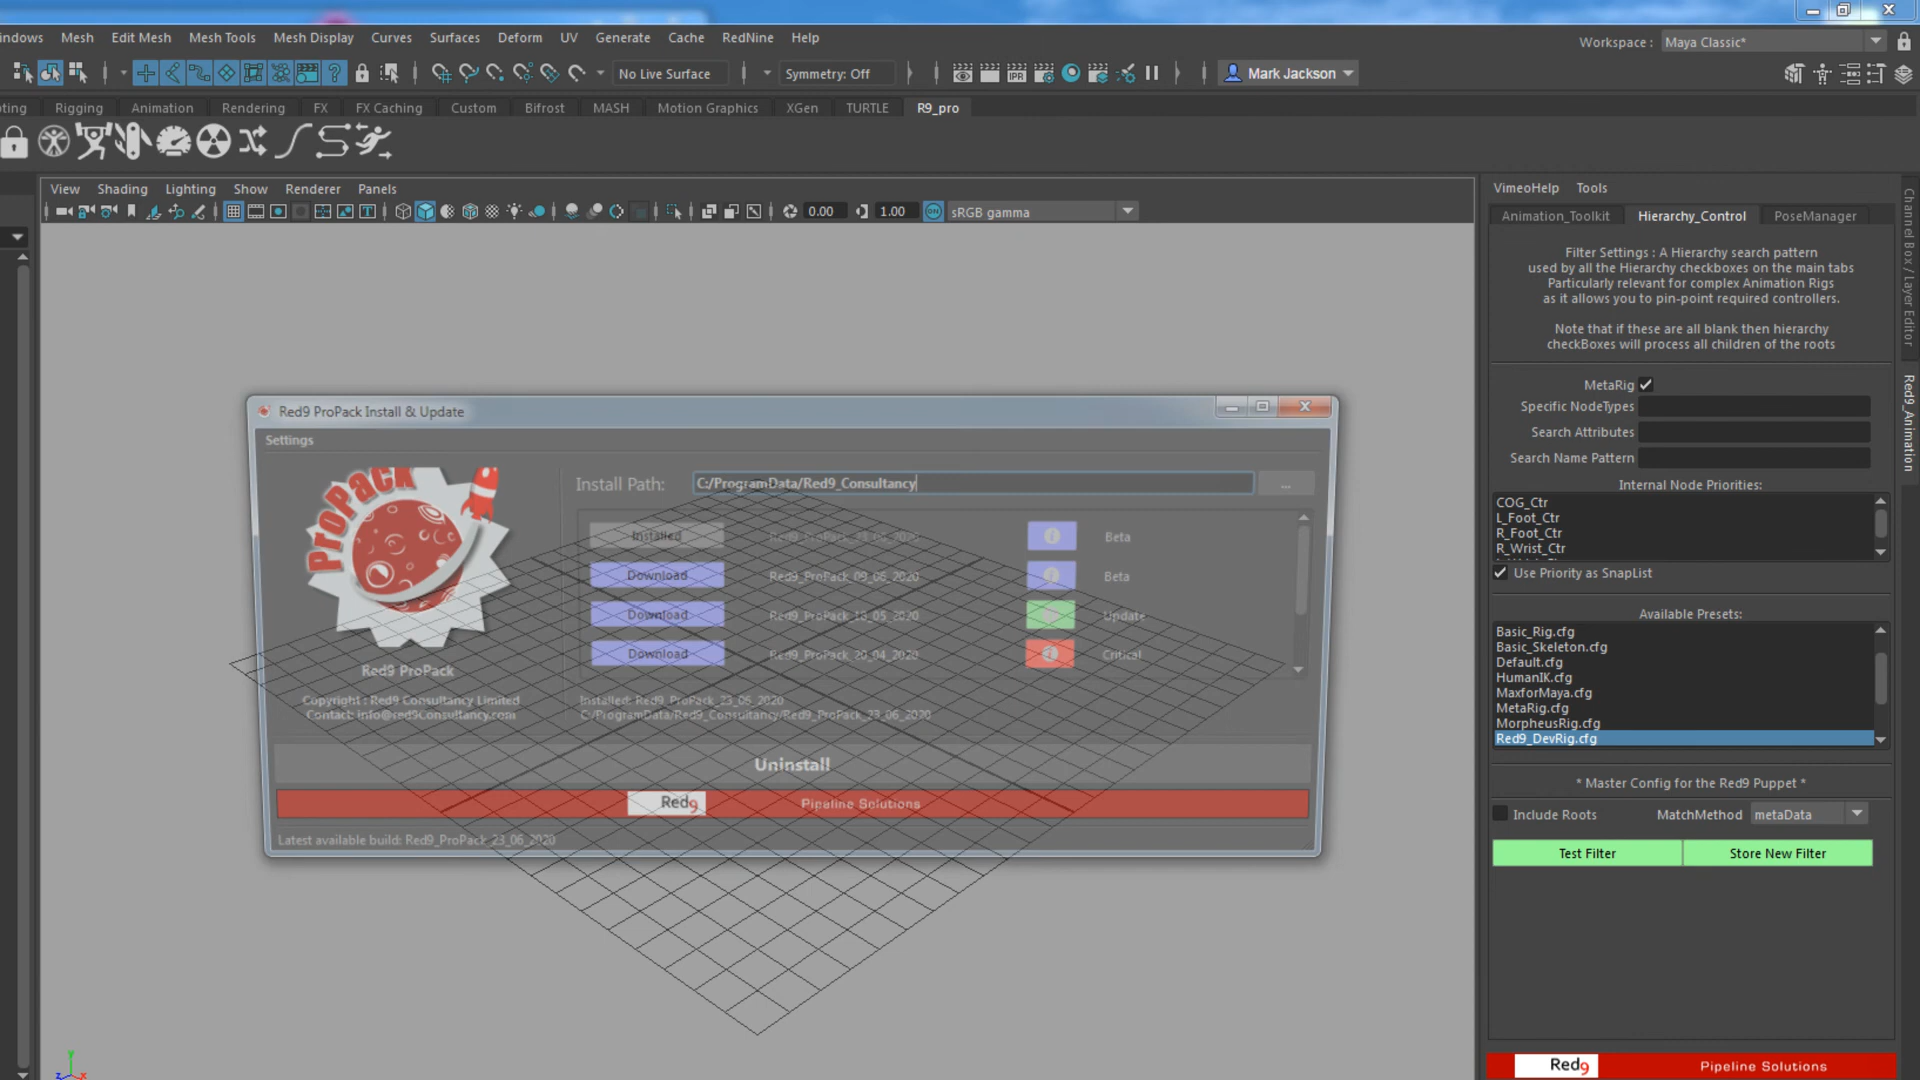 indows Mesh Edit Mesh Mesh Tools Mesh Display Curves Surfaces Deform UV Generate Cache RedNine Help
Workspace : Maya Classic*
No Live Surface
Symmetry: Off
Mark Jackson
ting Rigging Animation Rendering FX FX Caching Custom Bifrost MASH Motion Graphics XGen TURTLE R9_pro
View Shading Lighting Show Renderer Panels
IPR
0.00
1.00
ON
sRGB gamma
VimeoHelp Tools
Animation_Toolkit Hierarchy_Control PoseManager
Filter Settings : A Hierarchy search pattern
used by all the Hierarchy checkboxes on the main tabs
Particularly relevant for complex Animation Rigs
as it allows you to pin-point required controllers.
Note that if these are all blank then hierarchy
checkBoxes will process all children of the roots
MetaRig
Specific NodeTypes
Search Attributes
Search Name Pattern
Internal Node Priorities:
COG_Ctr
L_Foot_Ctr
R_Foot_Ctr
R_Wrist_Ctr
Use Priority as SnapList
Available Presets:
Basic_Rig.cfg
Basic_Skeleton.cfg
Default.cfg
HumanIK.cfg
MaxforMaya.cfg
MetaRig.cfg
MorpheusRig.cfg
Red9_DevRig.cfg
* Master Config for the Red9 Puppet *
Include Roots
MatchMethod metaData
Test Filter
Store New Filter
Red9 Pipeline Solutions
Channel Box / Layer Editor
Red9_Animation
Red9 ProPack Install & Update
Settings
ProPack
Red9 ProPack
Copyright : Red9 Consultancy Limited
Contact: info@red9Consultancy.com
Install Path: C:/ProgramData/Red9_Consultancy ...
Installed Red9_ProPack_23_06_2020 Beta
Download Red9_ProPack_09_06_2020 Beta
Download Red9_ProPack_18_05_2020 Update
Download Red9_ProPack_20_04_2020 Critical
Installed: Red9_ProPack_23_06_2020
C:/ProgramData/Red9_Consultancy/Red9_ProPack_23_06_2020
Uninstall
Red9 Pipeline Solutions
Latest available build: Red9_ProPack_23_06_2020
y
z x